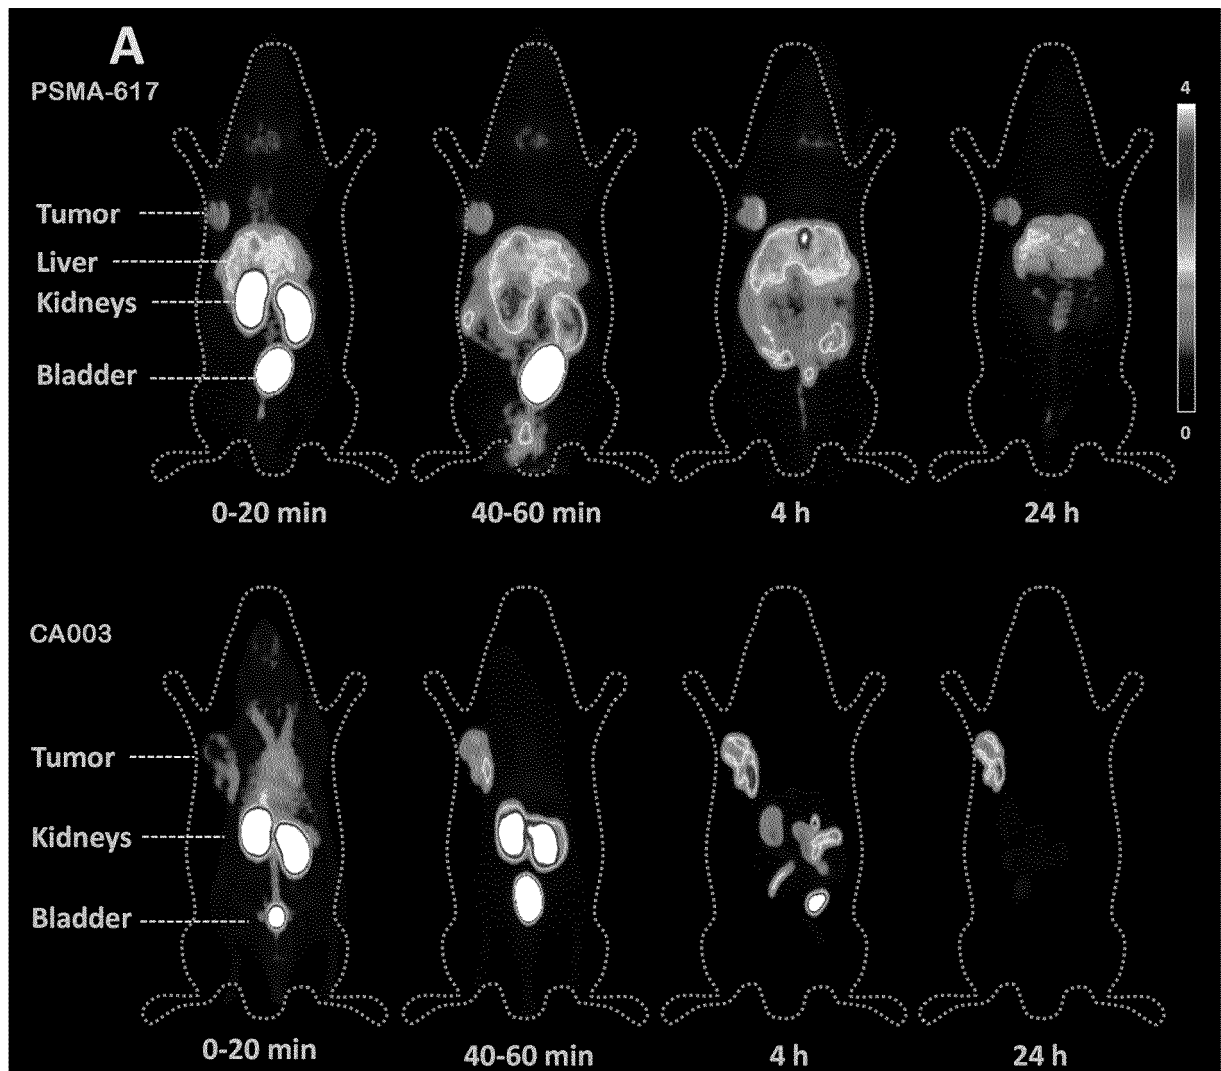 A
PSMA-617
4
Tumor
Liver
Kidneys
Bladder
0
0-20 min 40-60 min 4 h 24 h
CA003
Tumor
Kidneys
Bladder
0-20 min 40-60 min 4 h 24 h